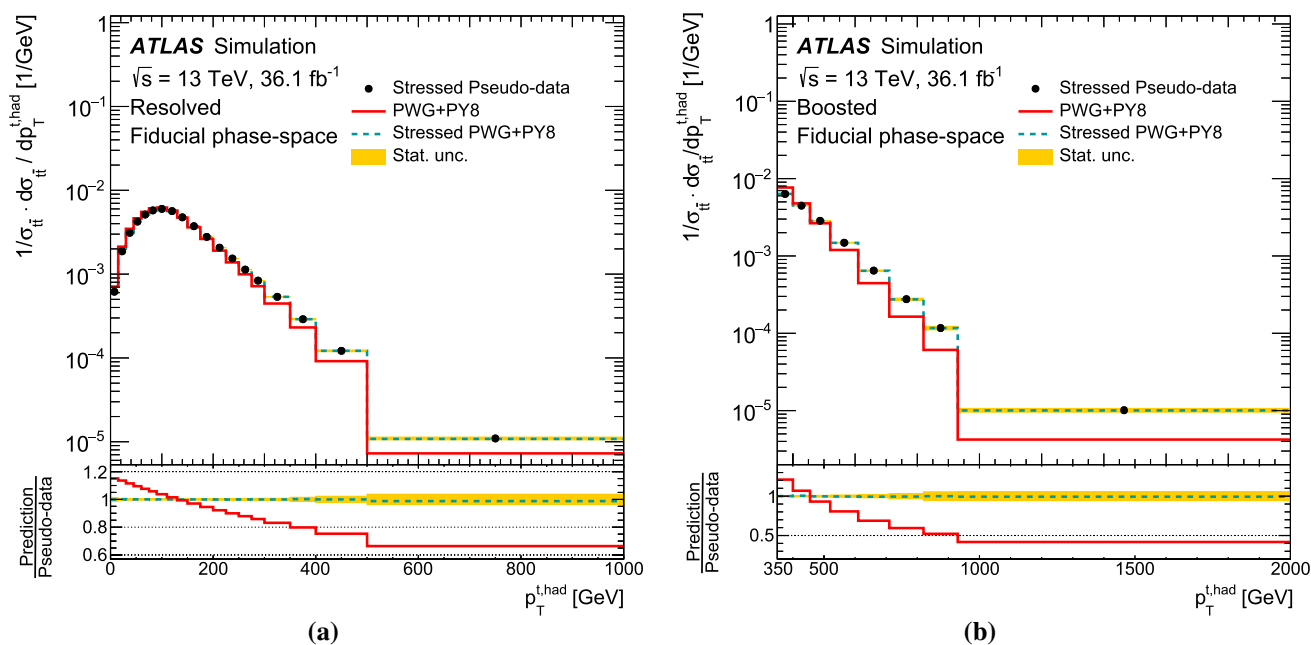 1/σ_tt̄ · dσ_tt̄ / dp_T^t,had [1/GeV]
1
10⁻¹
10⁻²
10⁻³
10⁻⁴
10⁻⁵
ATLAS Simulation
√s = 13 TeV, 36.1 fb⁻¹
Resolved
Fiducial phase-space
Stressed Pseudo-data
PWG+PY8
Stressed PWG+PY8
Stat. unc.
Prediction
Pseudo-data
1.2
1
0.8
0.6
0 200 400 600 800 1000
p_T^t,had [GeV]
(a)
1/σ_tt̄ · dσ_tt̄/dp_T^t,had [1/GeV]
1
10⁻¹
10⁻²
10⁻³
10⁻⁴
10⁻⁵
ATLAS Simulation
√s = 13 TeV, 36.1 fb⁻¹
Boosted
Fiducial phase-space
Stressed Pseudo-data
PWG+PY8
Stressed PWG+PY8
Stat. unc.
Prediction
Pseudo-data
1
0.5
350 500 1000 1500 2000
p_T^t,had [GeV]
(b)